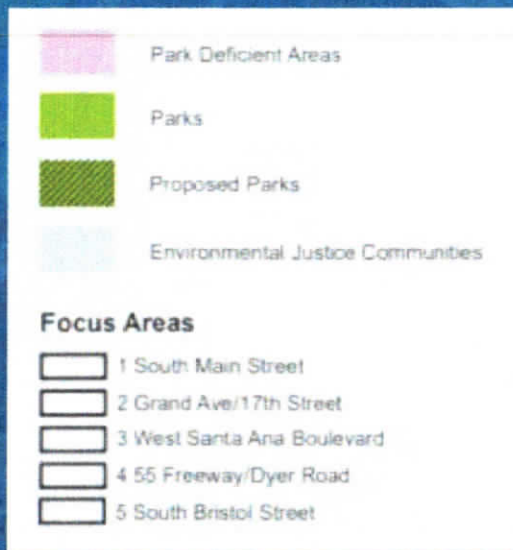 Park Deficient Areas
Parks
Proposed Parks
Environmental Justice Communities
Focus Areas
1 South Main Street
2 Grand Ave/17th Street
3 West Santa Ana Boulevard
4 55 Freeway/Dyer Road
5 South Bristol Street